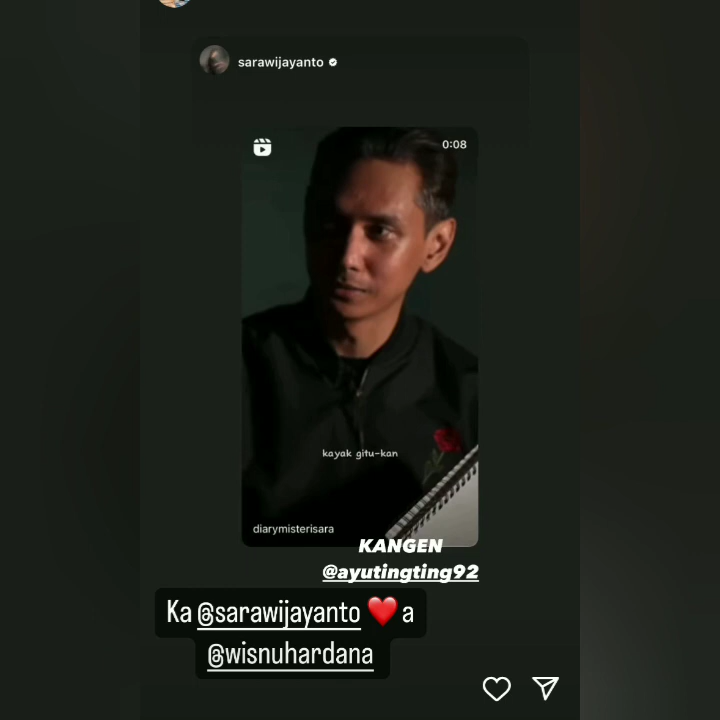 sarawijayanto
0:08
kayak gitu-kan
diarymisterisara
KANGEN
@ayutingting92
Ka @sarawijayanto ❤️ a
@wisnuhardana